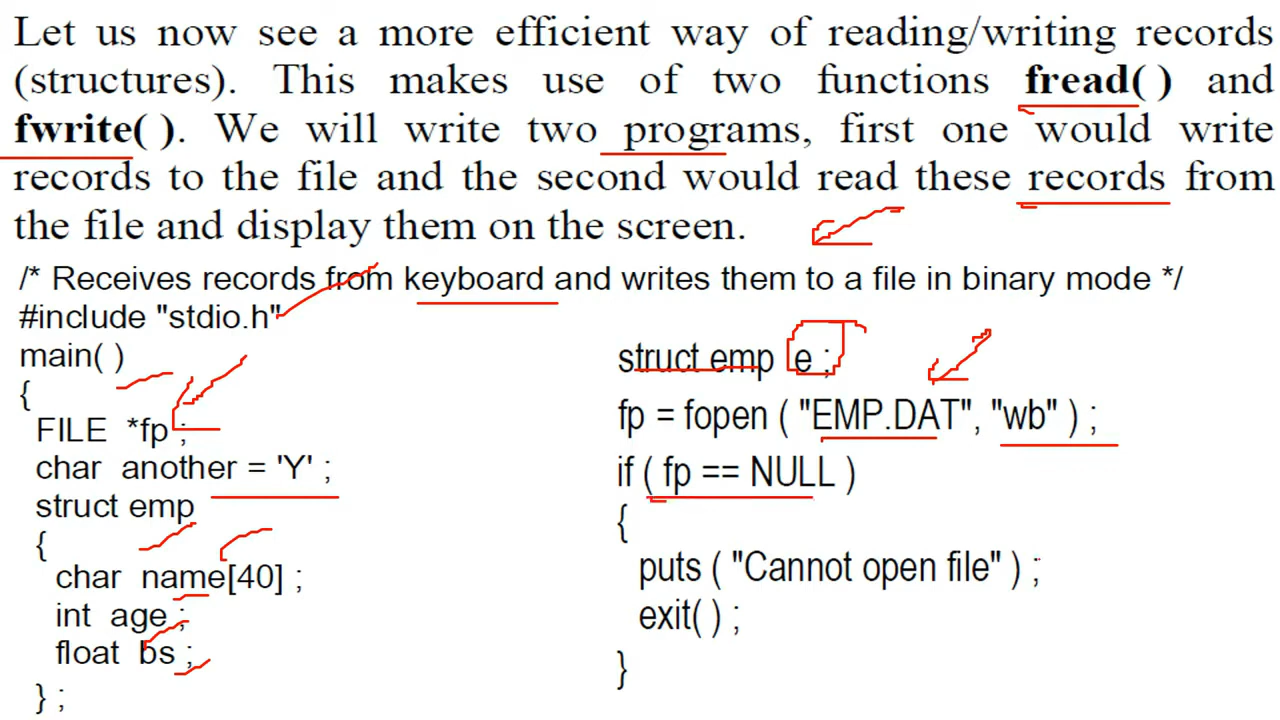 Let us now see a more efficient way of reading/writing records
(structures). This makes use of two functions fread( ) and
fwrite( ). We will write two programs, first one would write
records to the file and the second would read these records from
the file and display them on the screen.
/* Receives records from keyboard and writes them to a file in binary mode */
#include "stdio.h"
main( )
{
FILE *fp ;
char another = 'Y' ;
struct emp
{
char name[40] ;
int age ;
float bs ;
} ;
struct emp e ;
fp = fopen ( "EMP.DAT", "wb" ) ;
if ( fp == NULL )
{
puts ( "Cannot open file" ) ;
exit( ) ;
}